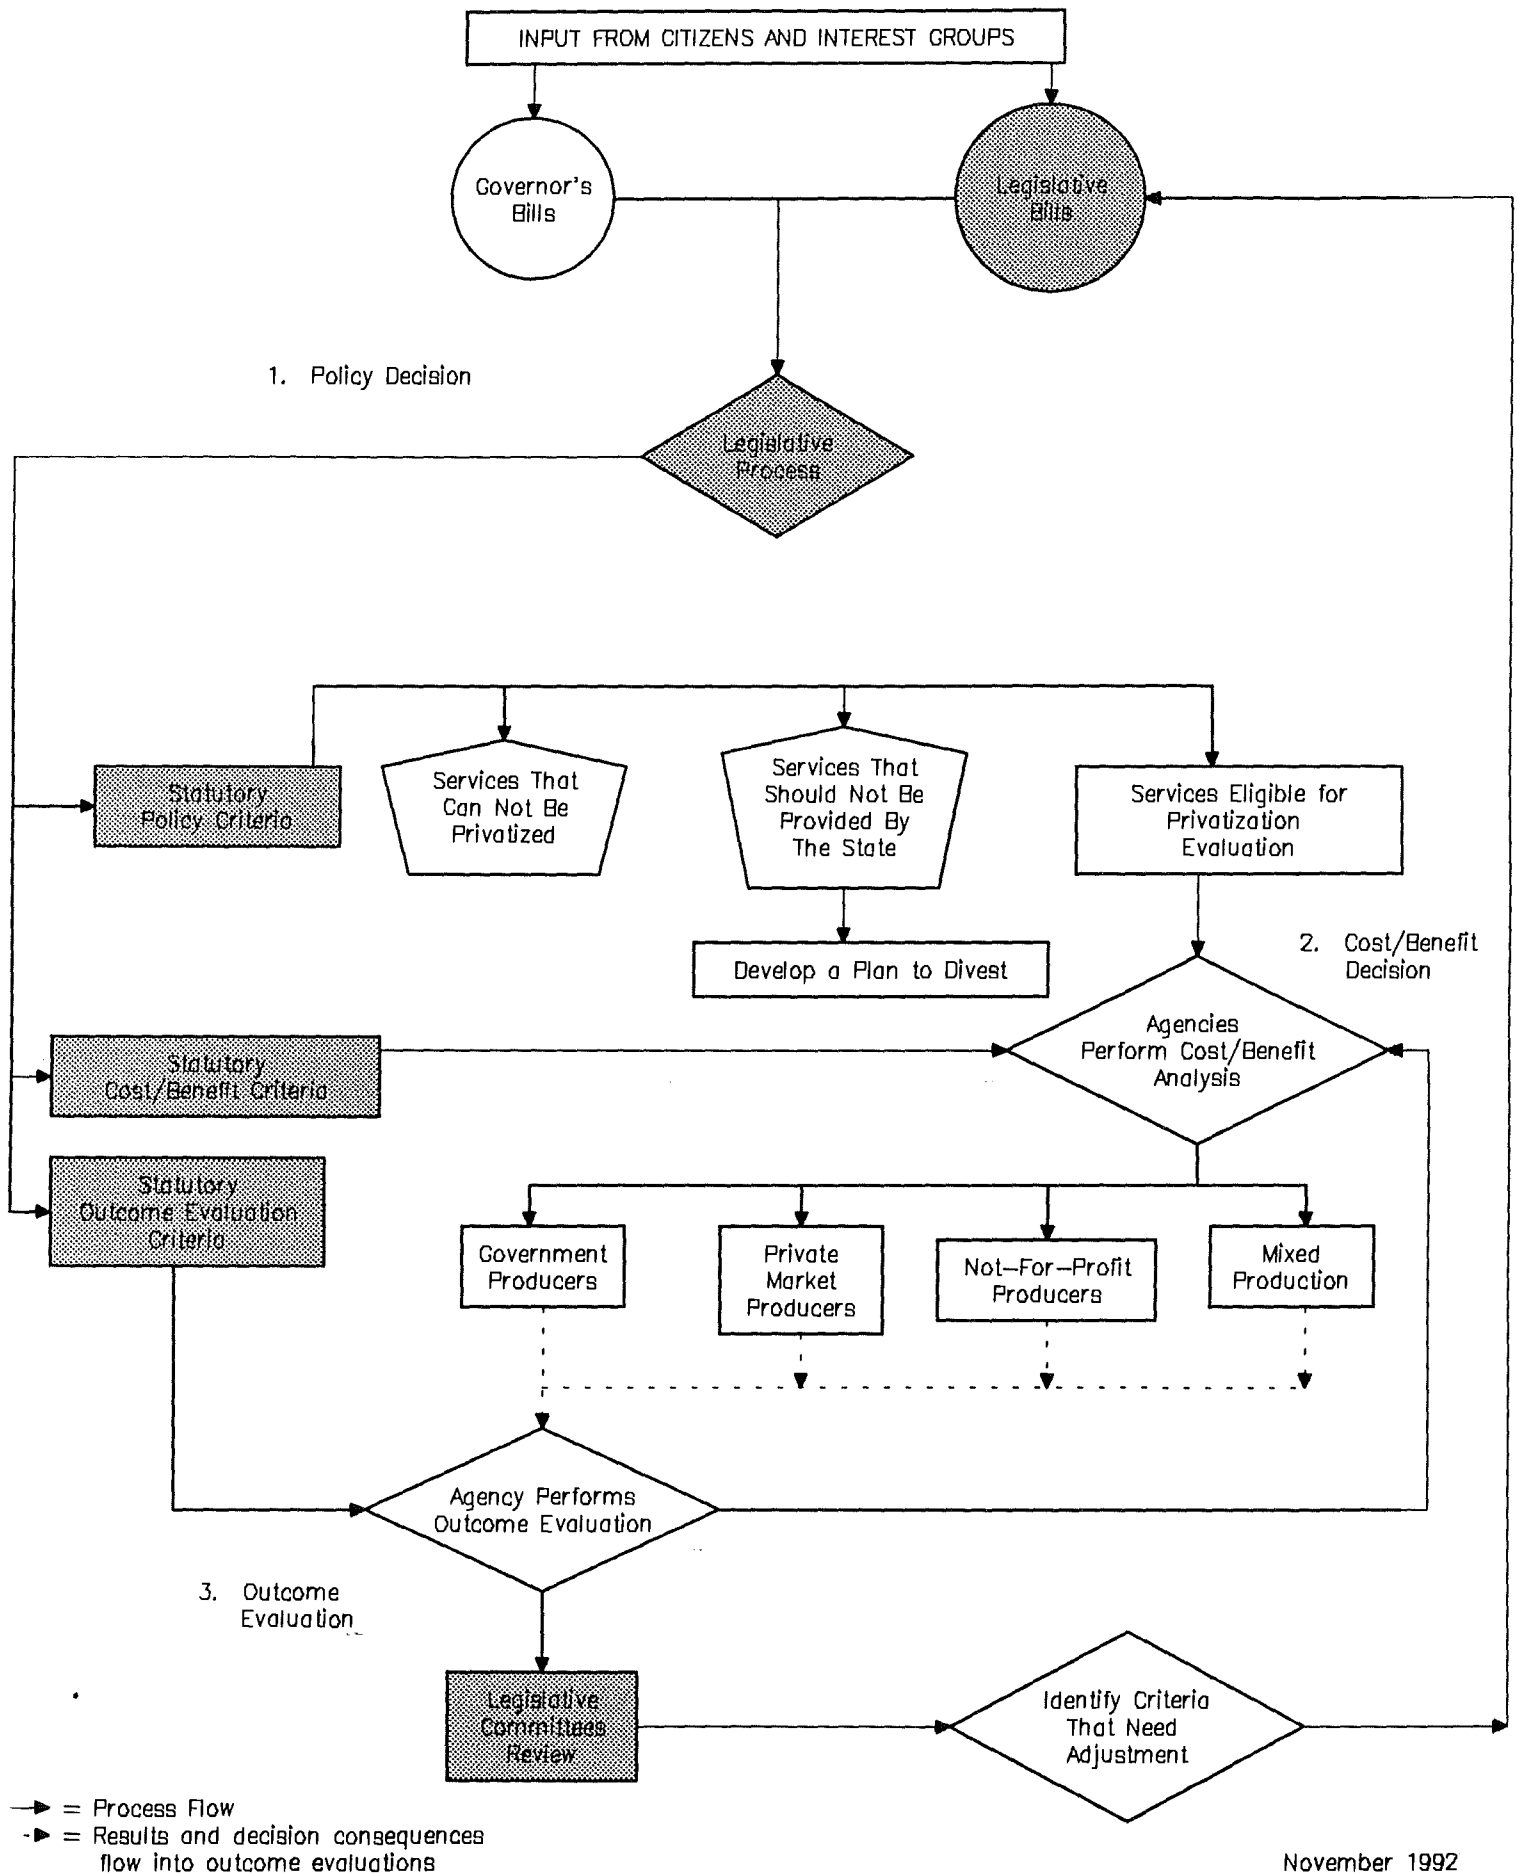 INPUT FROM CITIZENS AND INTEREST GROUPS
Governor's
Bills
Legislative
Bills
1. Policy Decision
Legislative
Process
Statutory
Policy Criteria
Services That
Can Not Be
Privatized
Services That
Should Not Be
Provided By
The State
Services Eligible for
Privatization
Evaluation
Develop a Plan to Divest
2. Cost/Benefit
Decision
Agencies
Perform Cost/Benefit
Analysis
Statutory
Cost/Benefit Criteria
Statutory
Outcome Evaluation
Criteria
Government
Producers
Private
Market
Producers
Not-For-Profit
Producers
Mixed
Production
Agency Performs
Outcome Evaluation
3. Outcome
Evaluation
Legislative
Committees
Review
Identify Criteria
That Need
Adjustment
= Process Flow
= Results and decision consequences
flow into outcome evaluations
November 1992